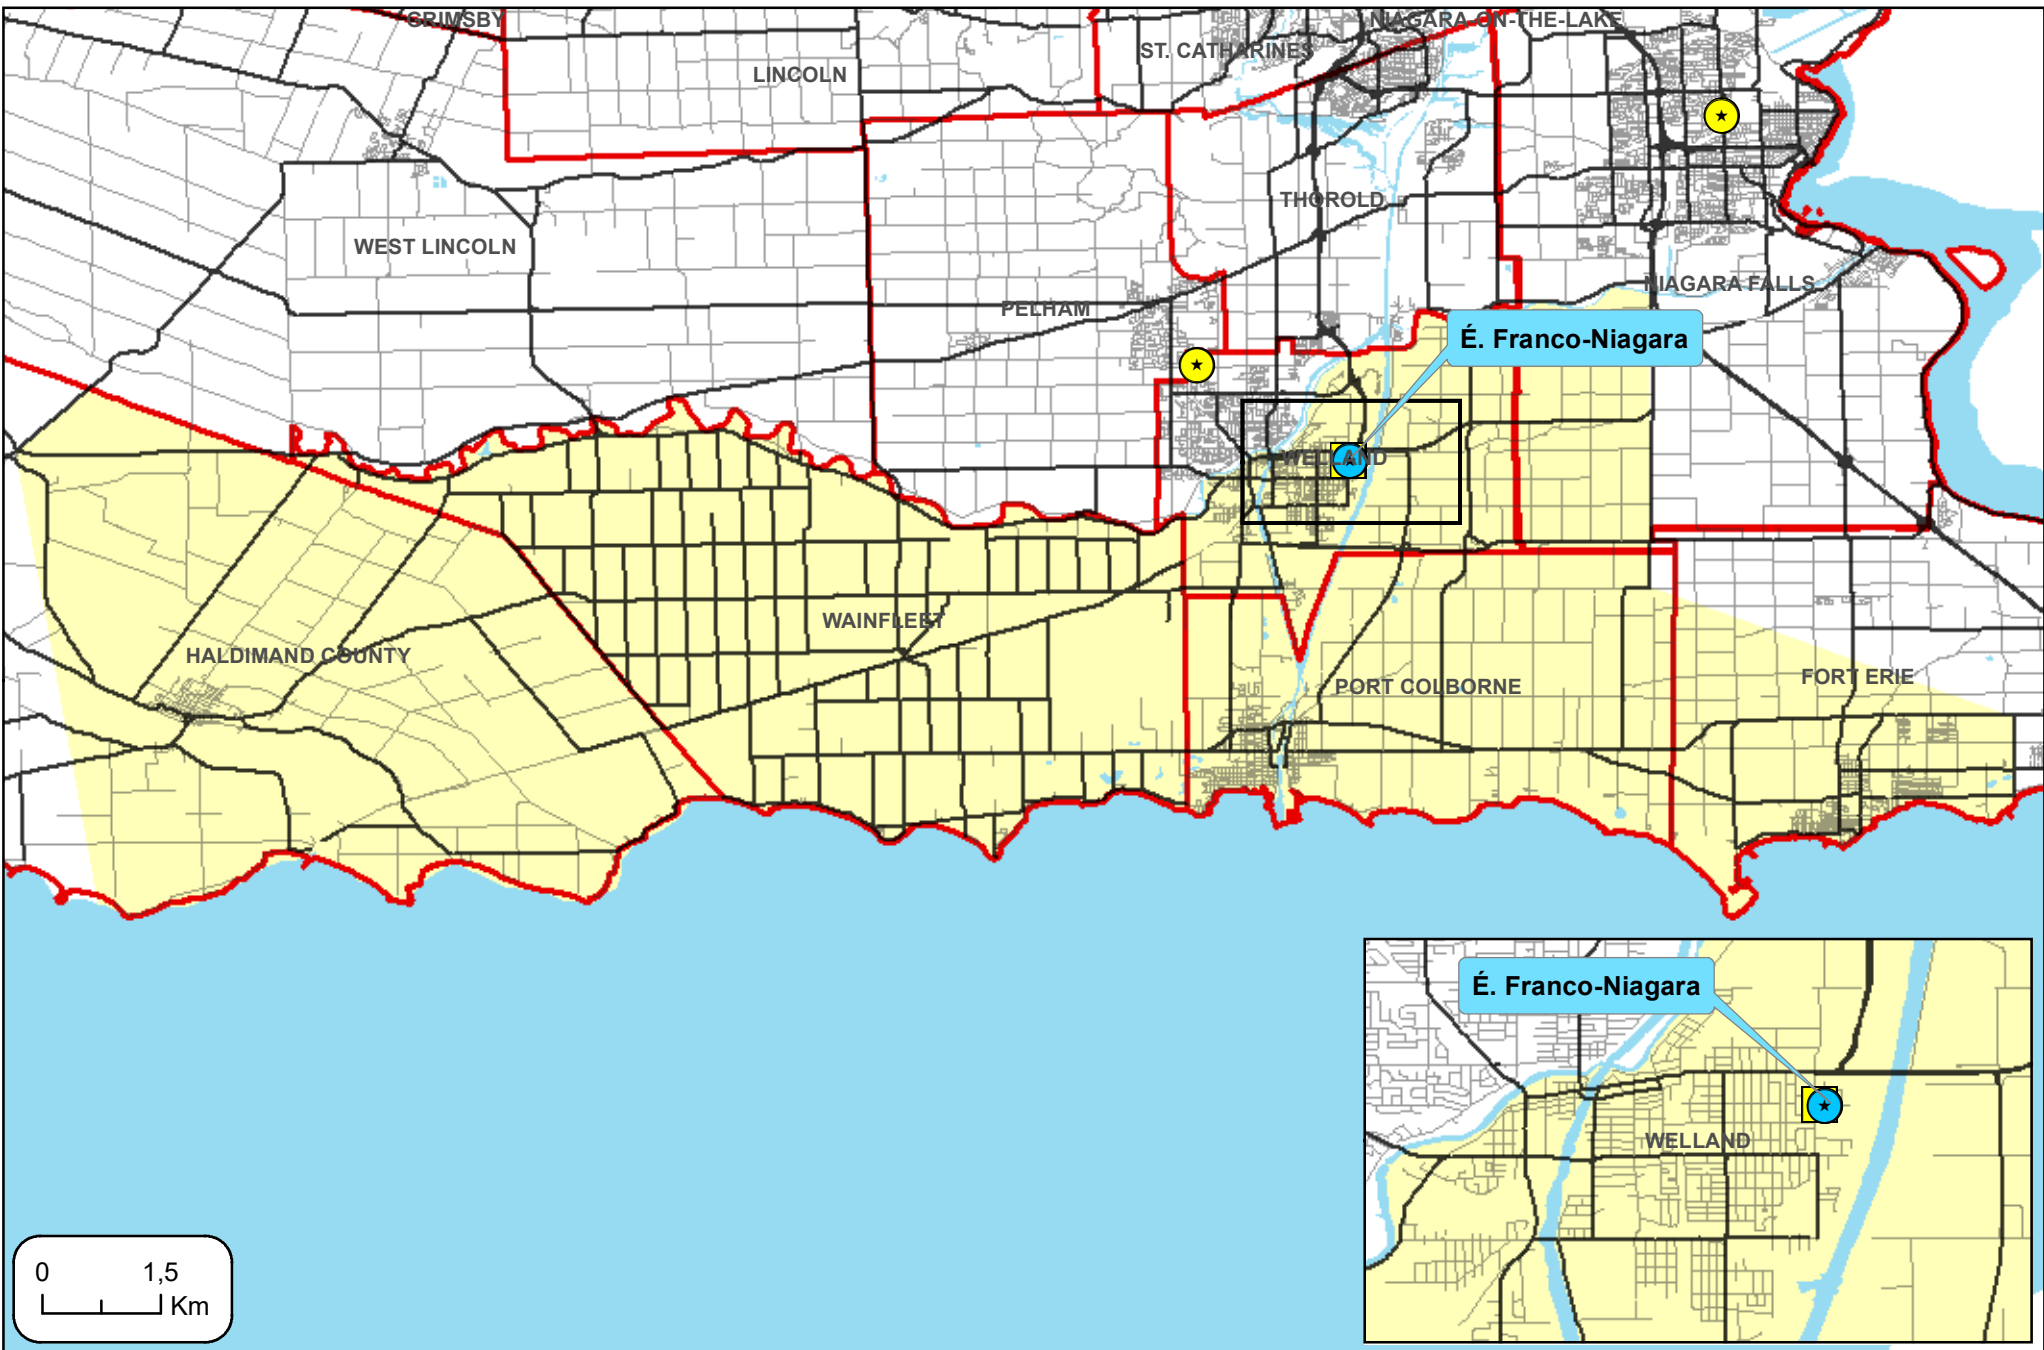 GRIMSBY
NIAGARA-ON-THE-LAKE
ST. CATHARINES
LINCOLN
THOROLD
WEST LINCOLN
NIAGARA FALLS
PELHAM
É. Franco-Niagara
WELLAND
WAINFLEET
HALDIMAND COUNTY
FORT ERIE
PORT COLBORNE
É. Franco-Niagara
WELLAND
0 1,5
Km